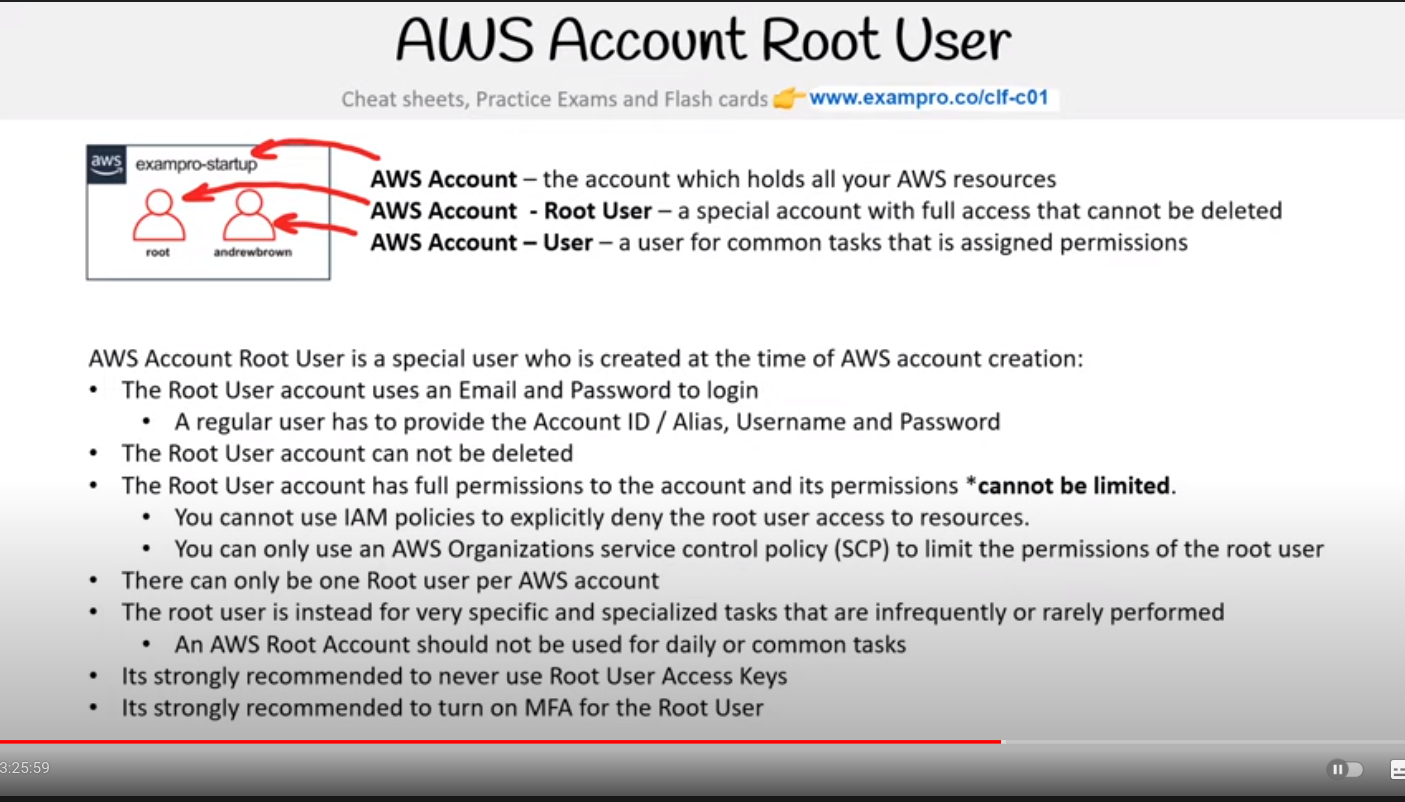 AWS Account Root User
Cheat sheets, Practice Exams and Flash cards 👉 www.exampro.co/clf-c01
aws exampro-startup
root andrewbrown
AWS Account – the account which holds all your AWS resources
AWS Account - Root User – a special account with full access that cannot be deleted
AWS Account – User – a user for common tasks that is assigned permissions
AWS Account Root User is a special user who is created at the time of AWS account creation:
• The Root User account uses an Email and Password to login
• A regular user has to provide the Account ID / Alias, Username and Password
• The Root User account can not be deleted
• The Root User account has full permissions to the account and its permissions *cannot be limited.
• You cannot use IAM policies to explicitly deny the root user access to resources.
• You can only use an AWS Organizations service control policy (SCP) to limit the permissions of the root user
• There can only be one Root user per AWS account
• The root user is instead for very specific and specialized tasks that are infrequently or rarely performed
• An AWS Root Account should not be used for daily or common tasks
• Its strongly recommended to never use Root User Access Keys
• Its strongly recommended to turn on MFA for the Root User
3:25:59